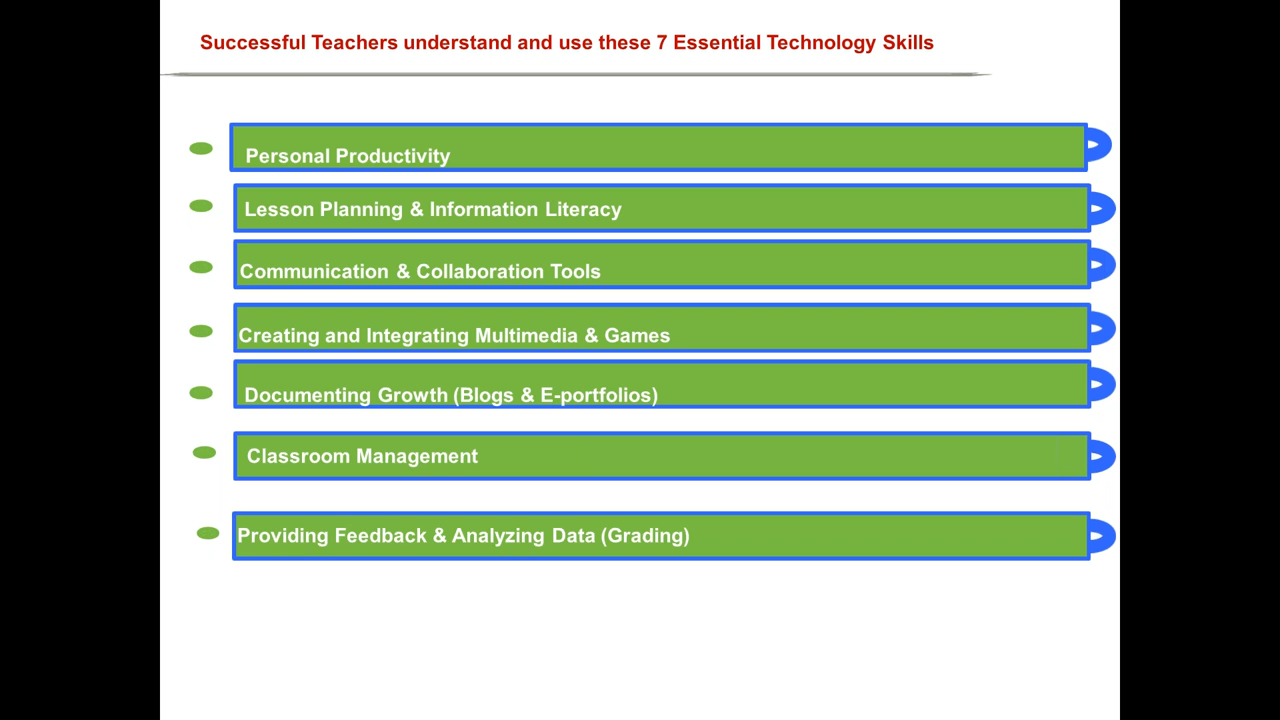 Successful Teachers understand and use these 7 Essential Technology Skills
Personal Productivity
Lesson Planning & Information Literacy
Communication & Collaboration Tools
Creating and Integrating Multimedia & Games
Documenting Growth (Blogs & E-portfolios)
Classroom Management
Providing Feedback & Analyzing Data (Grading)